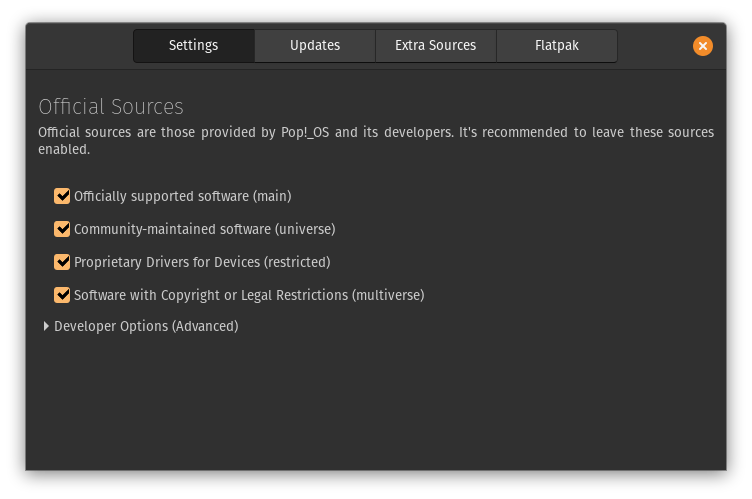 Settings
Updates
Extra Sources
Flatpak
Official Sources
Official sources are those provided by Pop!_OS and its developers. It's recommended to leave these sources
enabled.
Officially supported software (main)
Community-maintained software (universe)
Proprietary Drivers for Devices (restricted)
Software with Copyright or Legal Restrictions (multiverse)
Developer Options (Advanced)